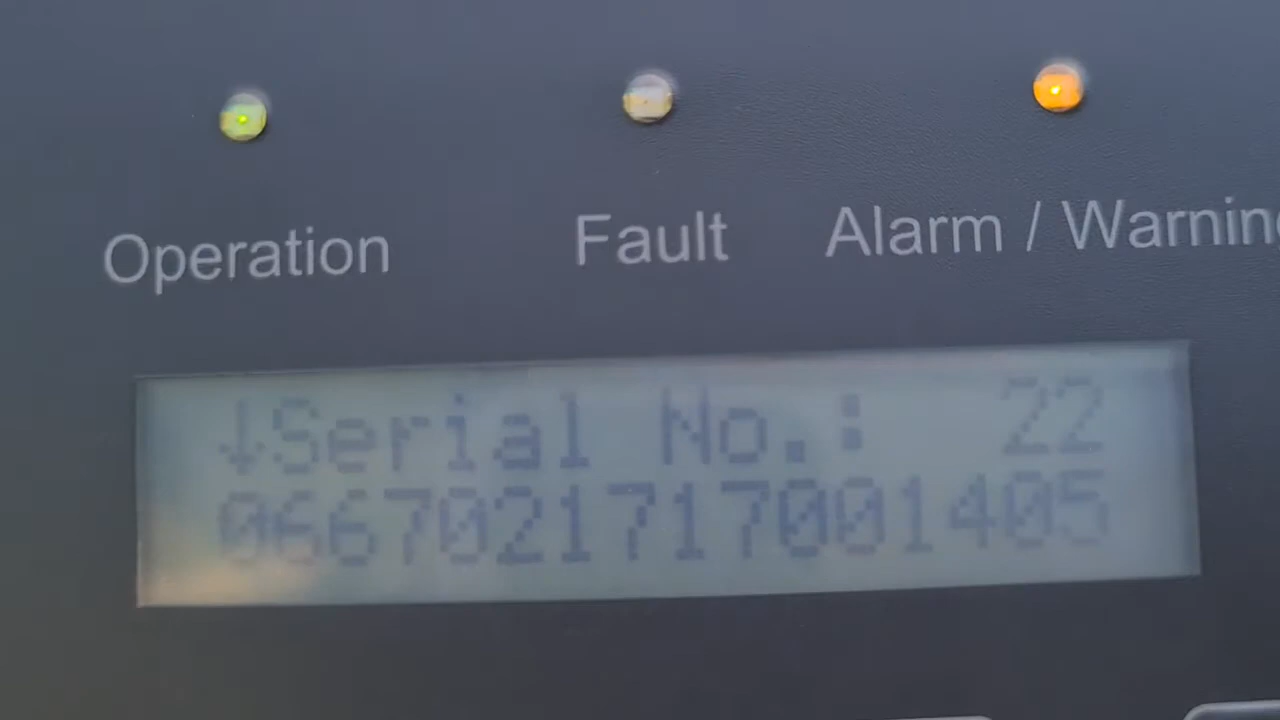 Operation Fault Alarm / Warnin
↓Serial No.: 22
0667021717001405